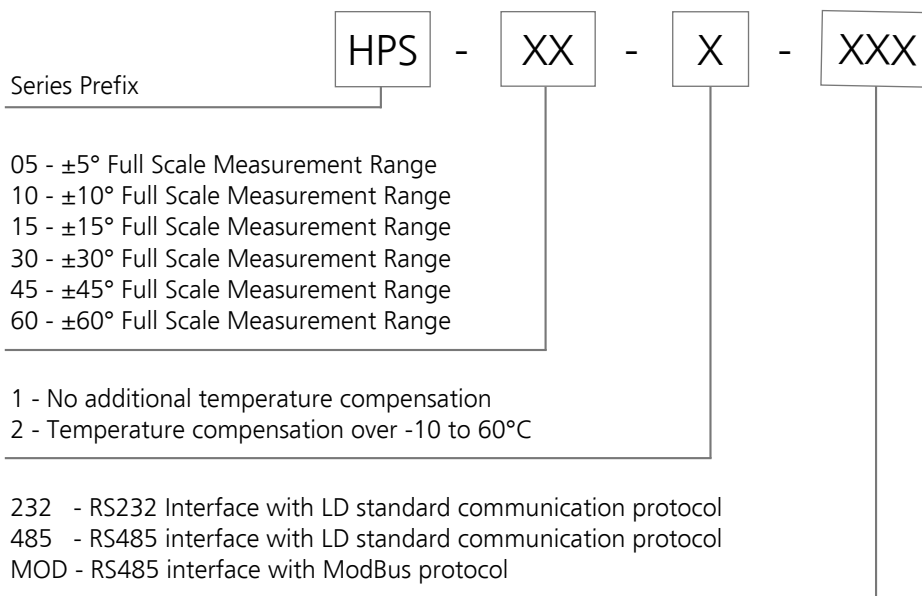 HPS - XX - X - XXX
Series Prefix
05 - ±5° Full Scale Measurement Range
10 - ±10° Full Scale Measurement Range
15 - ±15° Full Scale Measurement Range
30 - ±30° Full Scale Measurement Range
45 - ±45° Full Scale Measurement Range
60 - ±60° Full Scale Measurement Range
1 - No additional temperature compensation
2 - Temperature compensation over -10 to 60°C
232 - RS232 Interface with LD standard communication protocol
485 - RS485 interface with LD standard communication protocol
MOD - RS485 interface with ModBus protocol